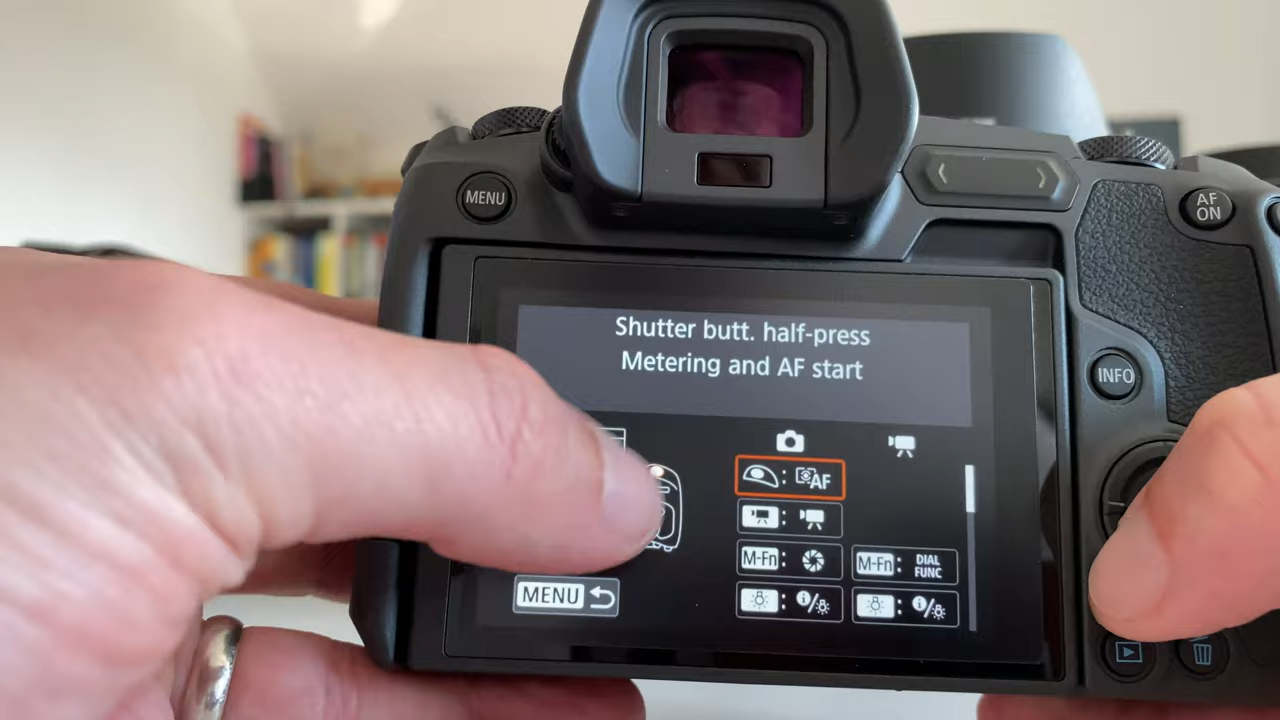 MENU
AF
ON
INFO
Shutter butt. half-press
Metering and AF start
AF
M-Fn:
M-Fn: DIAL
FUNC
MENU